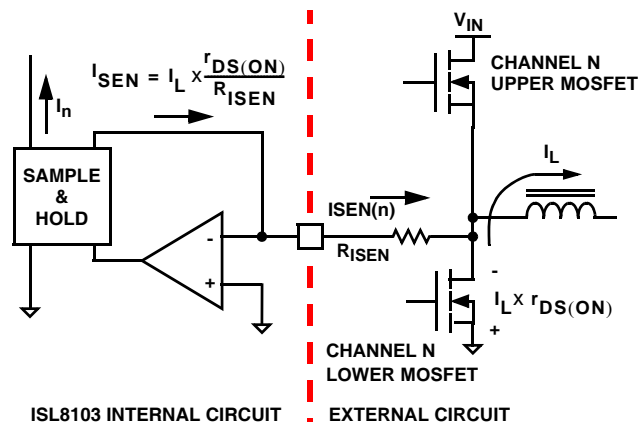 V_IN
CHANNEL N
UPPER MOSFET
I_SEN = I_L x r_DS(ON) / R_ISEN
I_n
SAMPLE
&
HOLD
-
+
ISEN(n)
R_ISEN
I_L
-
I_L x r_DS(ON)
+
CHANNEL N
LOWER MOSFET
ISL8103 INTERNAL CIRCUIT
EXTERNAL CIRCUIT